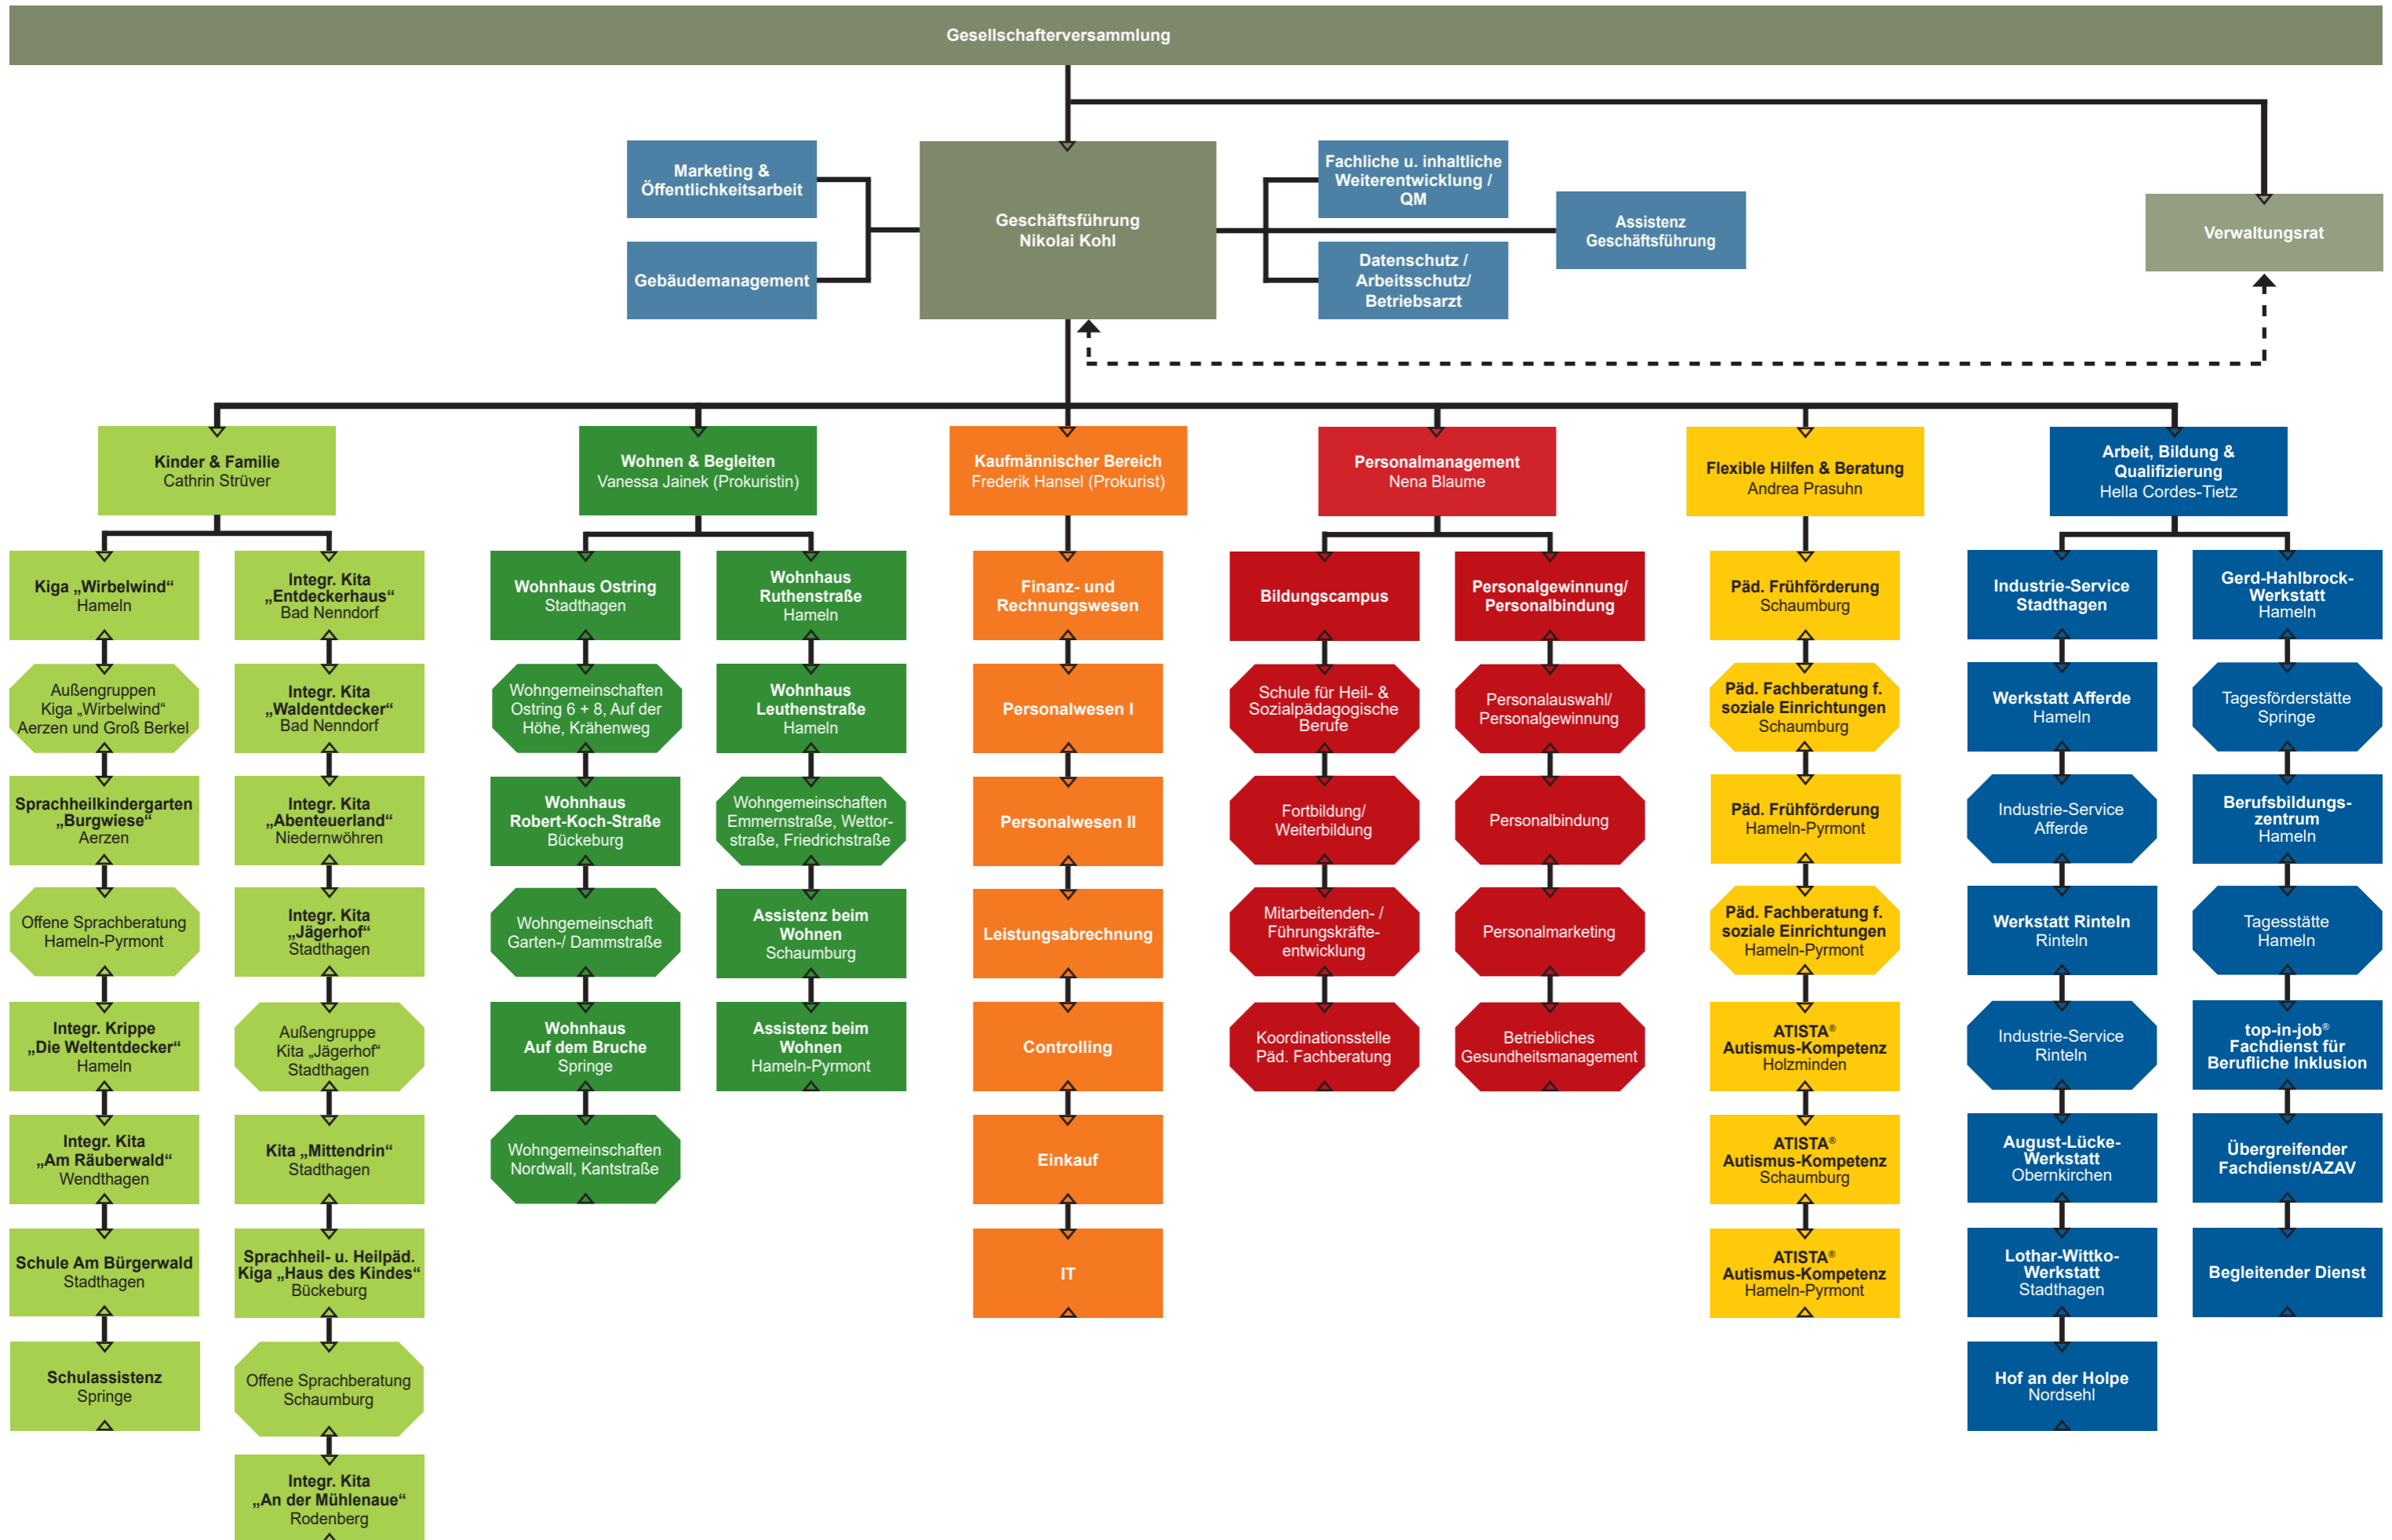 Gesellschafterversammlung
Marketing &
Öffentlichkeitsarbeit
Gebäudemanagement
Geschäftsführung
Nikolai Kohl
Fachliche u. inhaltliche
Weiterentwicklung /
QM
Datenschutz /
Arbeitsschutz/
Betriebsarzt
Assistenz
Geschäftsführung
Verwaltungsrat
Kinder & Familie
Cathrin Strüver
Kiga „Wirbelwind“
Hameln
Außengruppen
Kiga „Wirbelwind“
Aerzen und Groß Berkel
Sprachheilkindergarten
„Burgwiese“
Aerzen
Offene Sprachberatung
Hameln-Pyrmont
Integr. Krippe
„Die Weltentdecker“
Hameln
Integr. Kita
„Am Räuberwald“
Wendthagen
Schule Am Bürgerwald
Stadthagen
Schulassistenz
Springe
Integr. Kita
„Entdeckerhaus“
Bad Nenndorf
Integr. Kita
„Waldentdecker“
Bad Nenndorf
Integr. Kita
„Abenteuerland“
Niedernwöhren
Integr. Kita
„Jägerhof“
Stadthagen
Außengruppe
Kita „Jägerhof“
Stadthagen
Kita „Mittendrin“
Stadthagen
Sprachheil- u. Heilpäd.
Kiga „Haus des Kindes“
Bückeburg
Offene Sprachberatung
Schaumburg
Integr. Kita
„An der Mühlenaue“
Rodenberg
Wohnen & Begleiten
Vanessa Jainek (Prokuristin)
Wohnhaus Ostring
Stadthagen
Wohngemeinschaften
Ostring 6 + 8, Auf der
Höhe, Krähenweg
Wohnhaus
Robert-Koch-Straße
Bückeburg
Wohngemeinschaft
Garten-/ Dammstraße
Wohnhaus
Auf dem Bruche
Springe
Wohngemeinschaften
Nordwall, Kantstraße
Wohnhaus
Ruthenstraße
Hameln
Wohnhaus
Leuthenstraße
Hameln
Wohngemeinschaften
Emmernstraße, Wettor-
straße, Friedrichstraße
Assistenz beim
Wohnen
Schaumburg
Assistenz beim
Wohnen
Hameln-Pyrmont
Kaufmännischer Bereich
Frederik Hansel (Prokurist)
Finanz- und
Rechnungswesen
Personalwesen I
Personalwesen II
Leistungsabrechnung
Controlling
Einkauf
IT
Personalmanagement
Nena Blaume
Bildungscampus
Schule für Heil- &
Sozialpädagogische
Berufe
Fortbildung/
Weiterbildung
Mitarbeitenden- /
Führungskräfte-
entwicklung
Koordinationsstelle
Päd. Fachberatung
Personalgewinnung/
Personalbindung
Personalauswahl/
Personalgewinnung
Personalbindung
Personalmarketing
Betriebliches
Gesundheitsmanagement
Flexible Hilfen & Beratung
Andrea Prasuhn
Päd. Frühförderung
Schaumburg
Päd. Fachberatung f.
soziale Einrichtungen
Schaumburg
Päd. Frühförderung
Hameln-Pyrmont
Päd. Fachberatung f.
soziale Einrichtungen
Hameln-Pyrmont
ATISTA®
Autismus-Kompetenz
Holzminden
ATISTA®
Autismus-Kompetenz
Schaumburg
ATISTA®
Autismus-Kompetenz
Hameln-Pyrmont
Arbeit, Bildung &
Qualifizierung
Hella Cordes-Tietz
Industrie-Service
Stadthagen
Werkstatt Afferde
Hameln
Industrie-Service
Afferde
Werkstatt Rinteln
Rinteln
Industrie-Service
Rinteln
August-Lücke-
Werkstatt
Obernkirchen
Lothar-Wittko-
Werkstatt
Stadthagen
Hof an der Holpe
Nordsehl
Gerd-Hahlbrock-
Werkstatt
Hameln
Tagesförderstätte
Springe
Berufsbildungs-
zentrum
Hameln
Tagesstätte
Hameln
top-in-job®
Fachdienst für
Berufliche Inklusion
Übergreifender
Fachdienst/AZAV
Begleitender Dienst